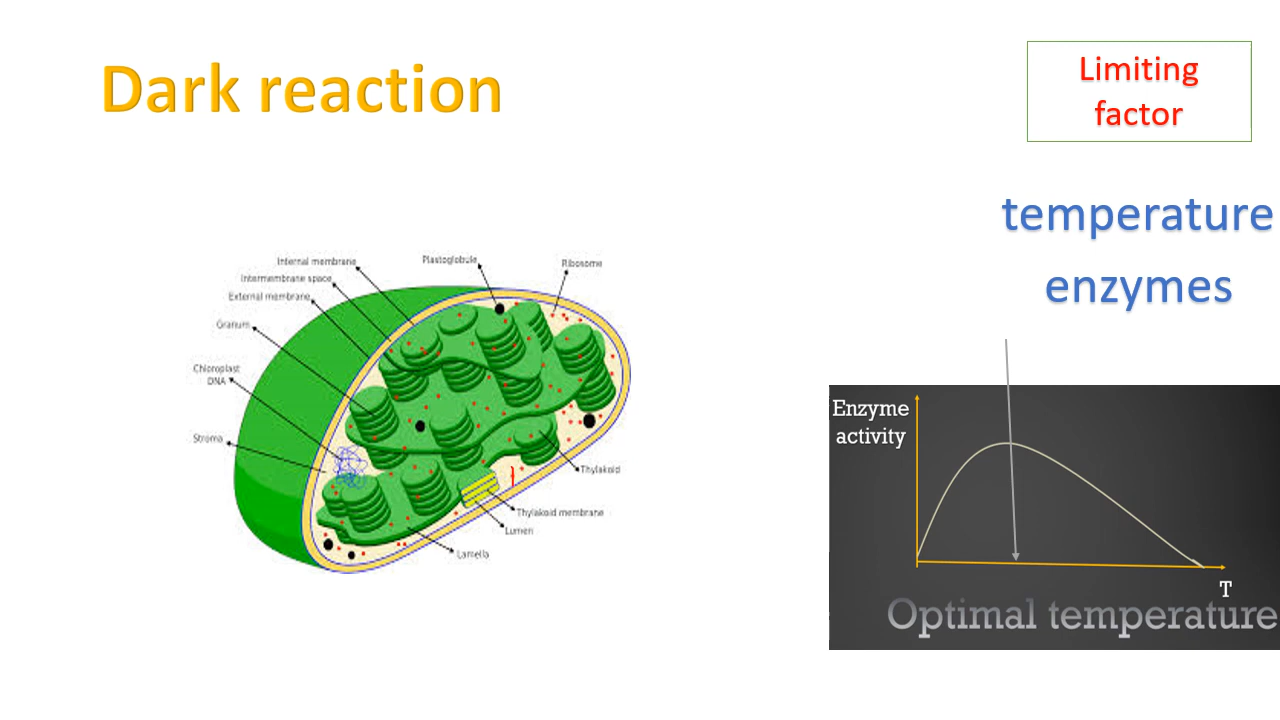 Dark reaction
Limiting
factor
temperature
enzymes
Internal membrane
Intermembrane space
External membrane
Granum
Chloroplast
DNA
Stroma
Plastoglobule
Ribosome
Thylakoid
Thylakoid membrane
Lumen
Lamella
Enzyme
activity
T
Optimal temperature